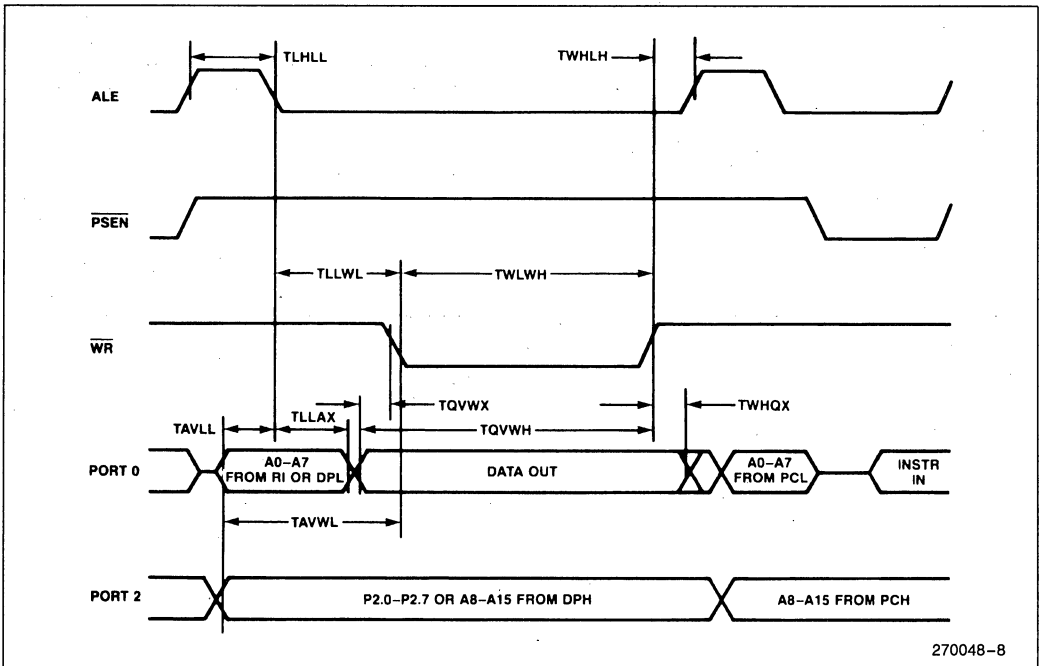 TLHLL
TWHLH
ALE
PSEN
TLLWL
TWLWH
WR
TQVWX
TWHQX
TAVLL
TLLAX
TQVWH
PORT 0
A0–A7
FROM RI OR DPL
DATA OUT
A0–A7
FROM PCL
INSTR
IN
TAVWL
PORT 2
P2.0–P2.7 OR A8–A15 FROM DPH
A8–A15 FROM PCH
270048–8